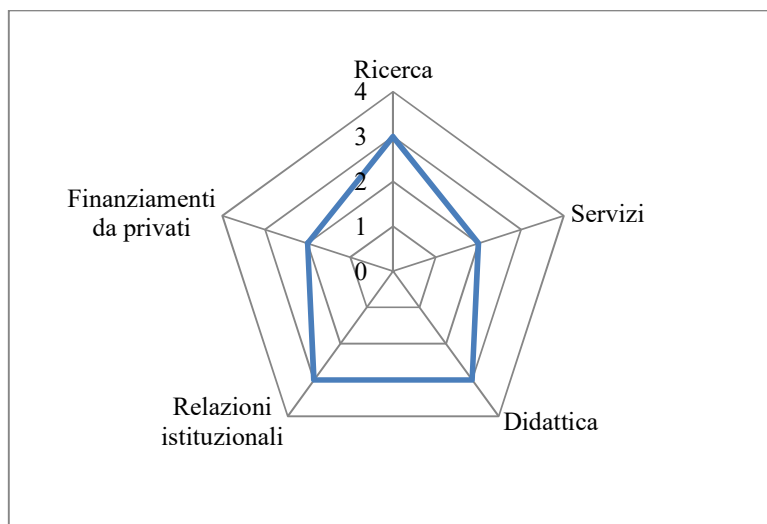 Ricerca
4
3
2
1
0
Finanziamenti
da privati
Servizi
Relazioni
istituzionali
Didattica